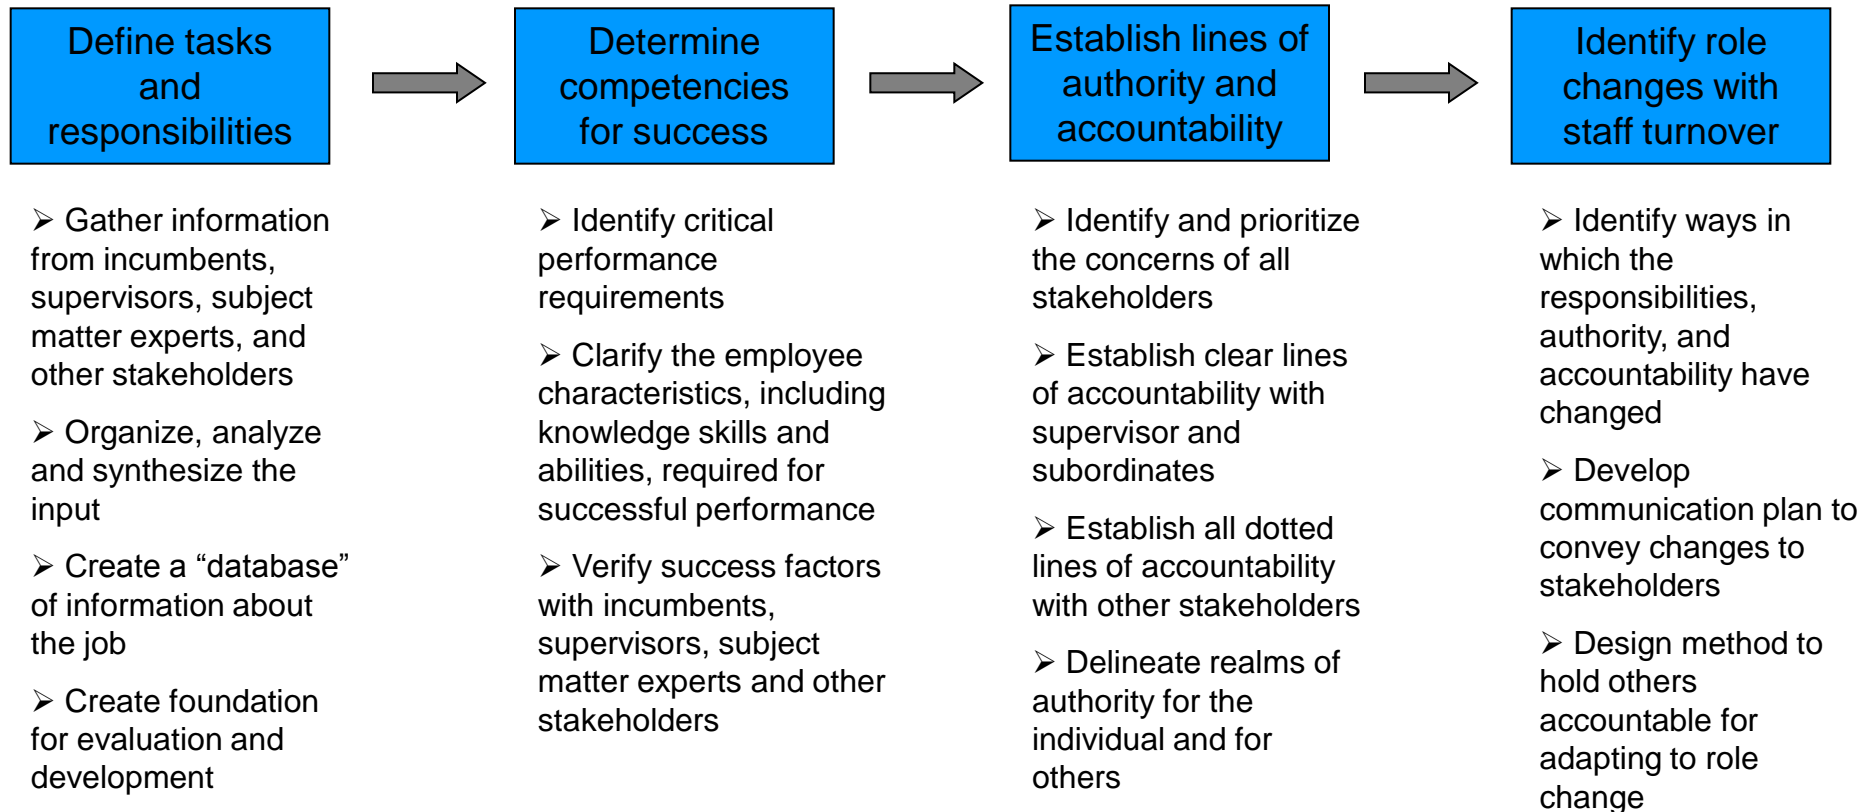 Define tasks
and
responsibilities
➢ Gather information
from incumbents,
supervisors, subject
matter experts, and
other stakeholders
➢ Organize, analyze
and synthesize the
input
➢ Create a “database”
of information about
the job
➢ Create foundation
for evaluation and
development
Determine
competencies
for success
➢ Identify critical
performance
requirements
➢ Clarify the employee
characteristics, including
knowledge skills and
abilities, required for
successful performance
➢ Verify success factors
with incumbents,
supervisors, subject
matter experts and other
stakeholders
Establish lines of
authority and
accountability
➢ Identify and prioritize
the concerns of all
stakeholders
➢ Establish clear lines
of accountability with
supervisor and
subordinates
➢ Establish all dotted
lines of accountability
with other stakeholders
➢ Delineate realms of
authority for the
individual and for
others
Identify role
changes with
staff turnover
➢ Identify ways in
which the
responsibilities,
authority, and
accountability have
changed
➢ Develop
communication plan to
convey changes to
stakeholders
➢ Design method to
hold others
accountable for
adapting to role
change